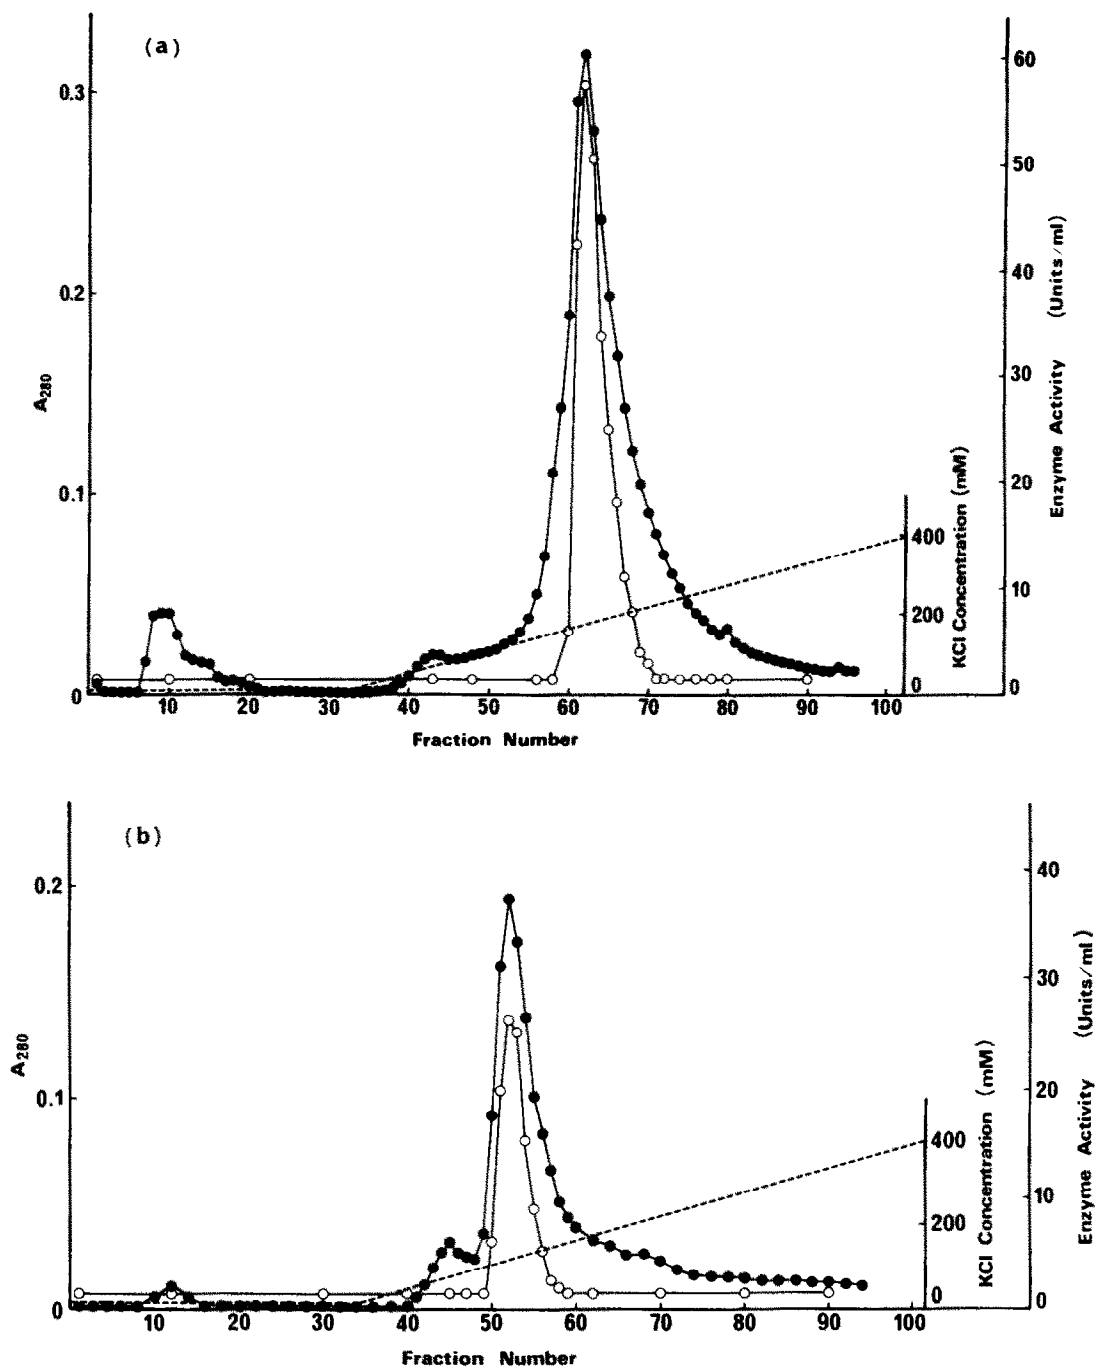 (a)
0.3
0.2
0.1
0
A280
60
50
40
30
20
10
0
Enzyme Activity (Units/ml)
400
200
0
KCl Concentration (mM)
10 20 30 40 50 60 70 80 90 100
Fraction Number
(b)
0.2
0.1
0
A280
40
30
20
10
0
Enzyme Activity (Units/ml)
400
200
0
KCl Concentration (mM)
10 20 30 40 50 60 70 80 90 100
Fraction Number